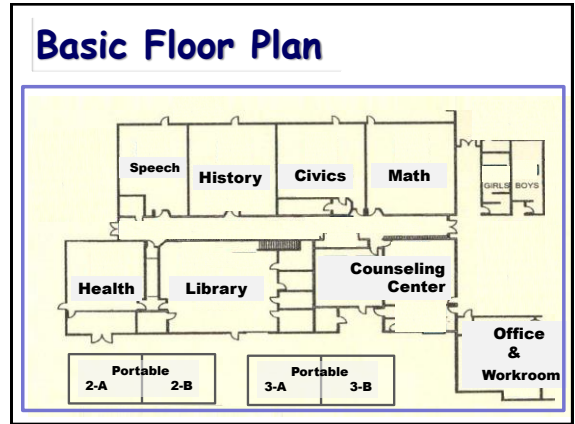 Basic Floor Plan
Speech
History
Civics
Math
GIRLS
BOYS
Health
Library
Counseling
Center
Office
&
Workroom
Portable
2-A 2-B
Portable
3-A 3-B